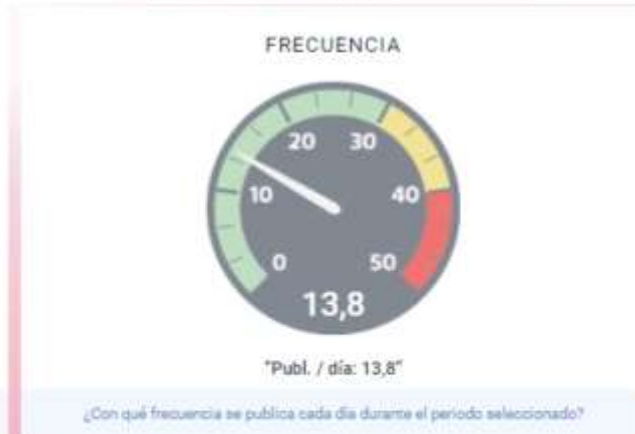 FRECUENCIA
20 30
10 40
0 50
13,8
"Publ. / día: 13,8"
¿Con qué frecuencia se publica cada día durante el periodo seleccionado?